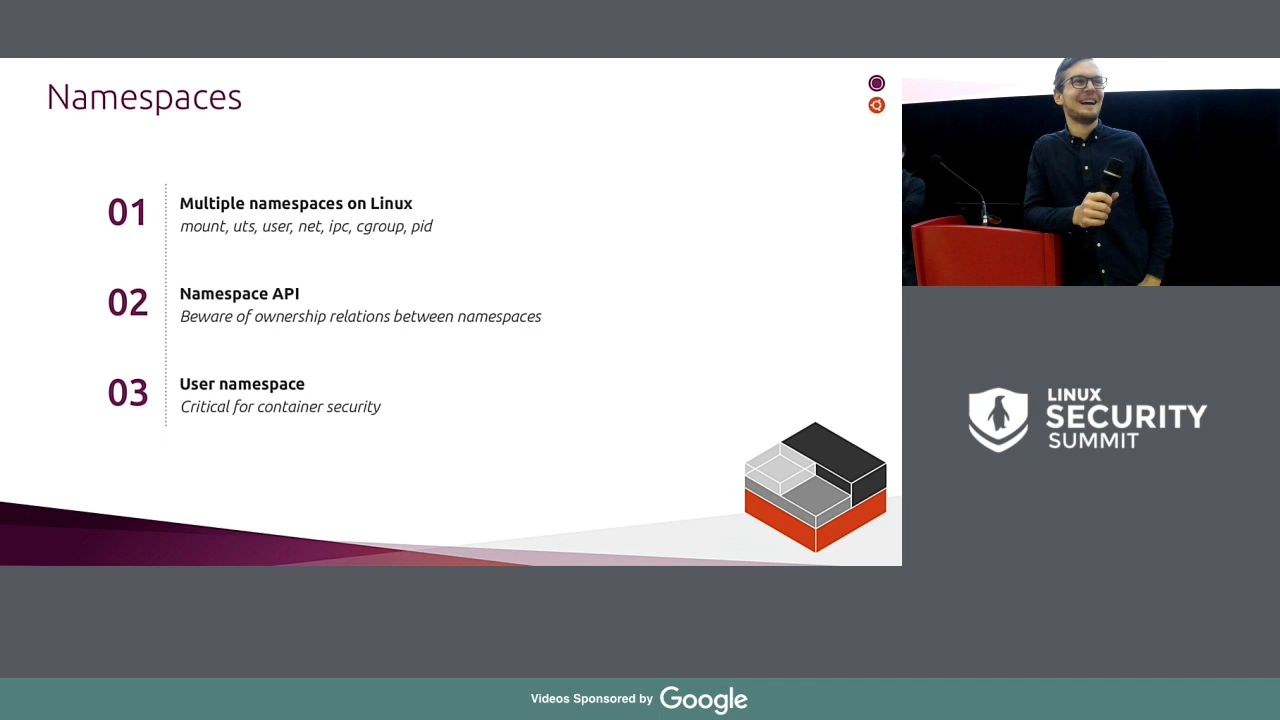 Namespaces
01
Multiple namespaces on Linux
mount, uts, user, net, ipc, cgroup, pid
02
Namespace API
Beware of ownership relations between namespaces
03
User namespace
Critical for container security
LINUX
SECURITY
SUMMIT
Videos Sponsored by Google